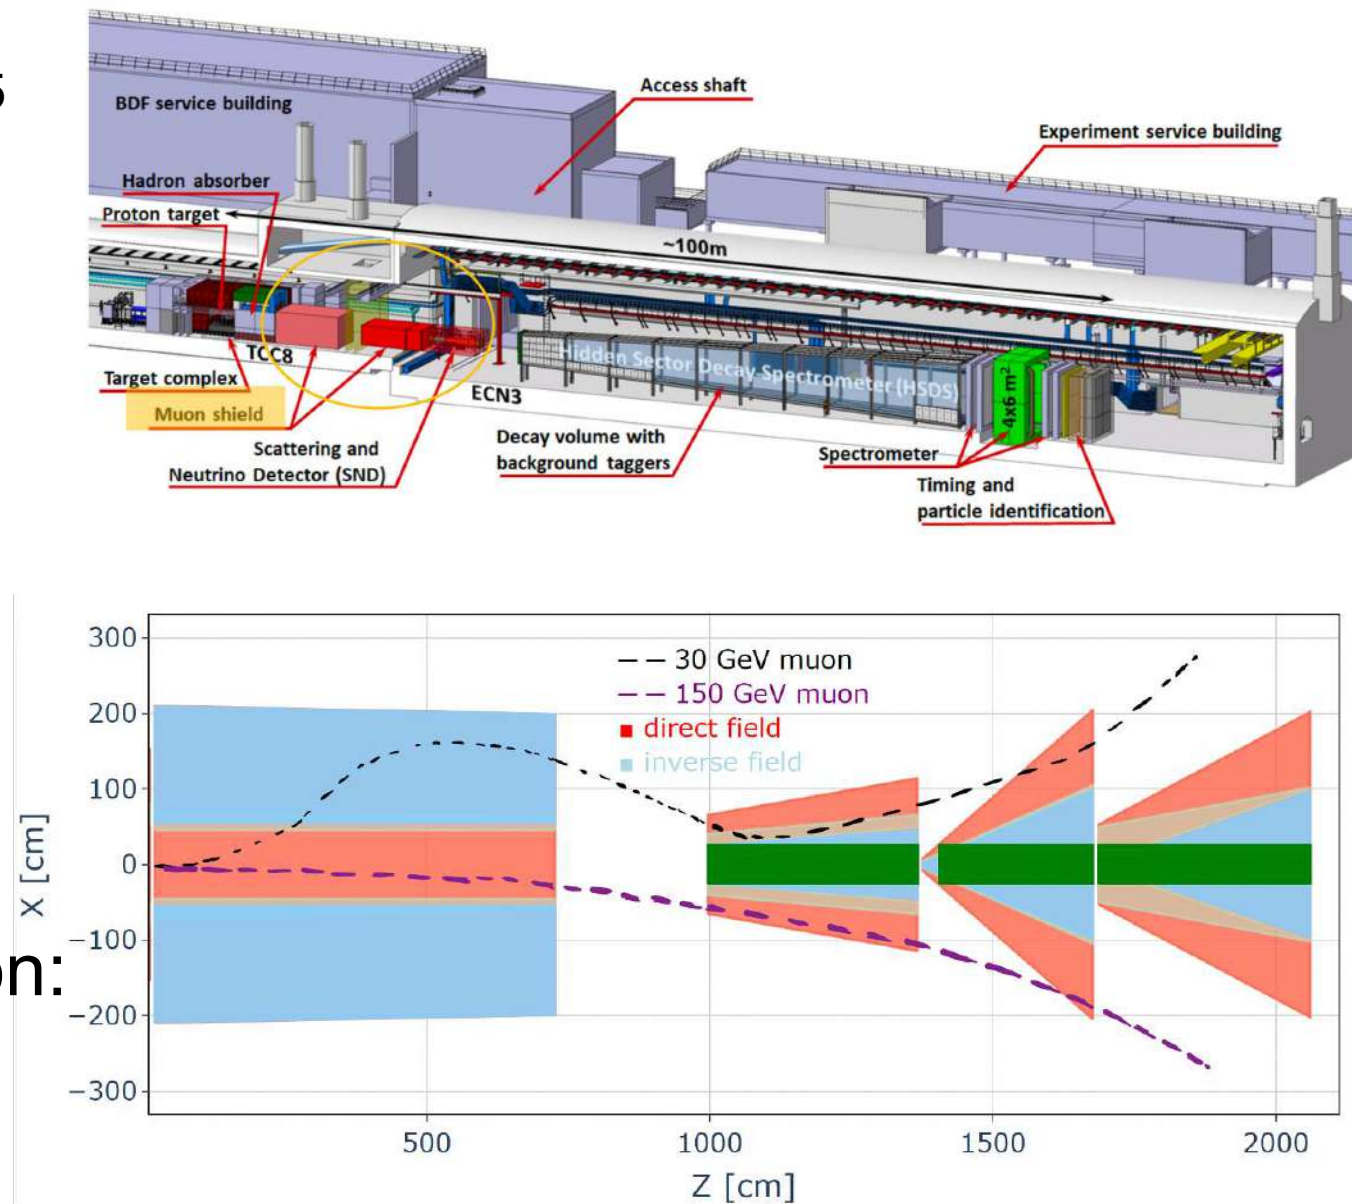 5
BDF service building
Access shaft
Experiment service building
Hadron absorber
Proton target
~100m
TCC8
Target complex
Muon shield
ECN3
Scattering and
Neutrino Detector (SND)
Hidden Sector Decay Spectrometer (HSDS)
Decay volume with
background taggers
4x6 m²
Spectrometer
Timing and
particle identification
on:
X [cm]
300
200
100
0
−100
−200
−300
30 GeV muon
150 GeV muon
direct field
inverse field
500
1000
1500
2000
Z [cm]